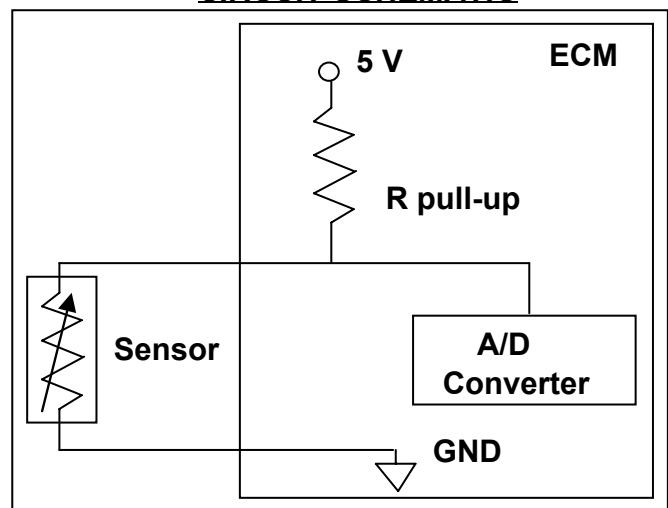 5 V
ECM
R pull-up
Sensor
A/D
Converter
GND